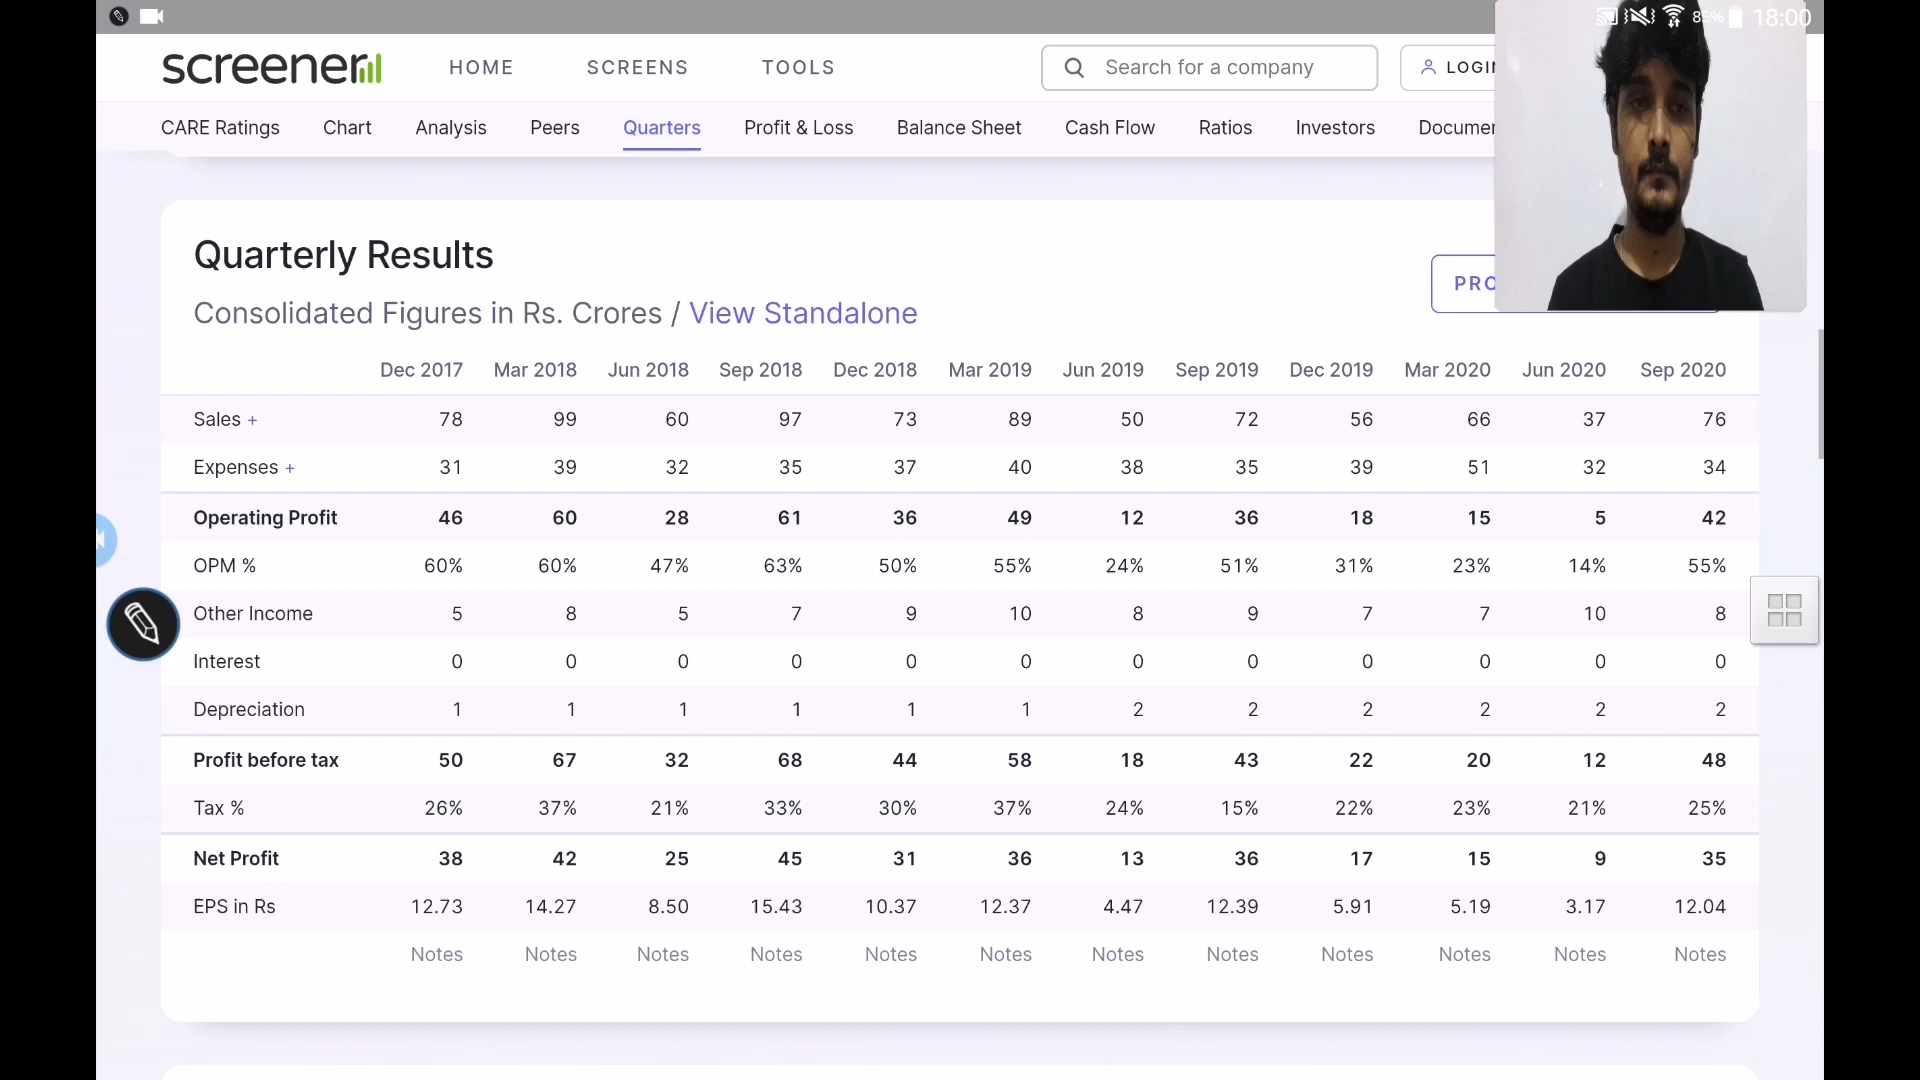 85% 18:00
screener HOME SCREENS TOOLS Search for a company LOGIN
CARE Ratings Chart Analysis Peers Quarters Profit & Loss Balance Sheet Cash Flow Ratios Investors Documen
Quarterly Results
PRO
Consolidated Figures in Rs. Crores / View Standalone
Dec 2017 Mar 2018 Jun 2018 Sep 2018 Dec 2018 Mar 2019 Jun 2019 Sep 2019 Dec 2019 Mar 2020 Jun 2020 Sep 2020
Sales + 78 99 60 97 73 89 50 72 56 66 37 76
Expenses + 31 39 32 35 37 40 38 35 39 51 32 34
Operating Profit 46 60 28 61 36 49 12 36 18 15 5 42
OPM % 60% 60% 47% 63% 50% 55% 24% 51% 31% 23% 14% 55%
Other Income 5 8 5 7 9 10 8 9 7 7 10 8
Interest 0 0 0 0 0 0 0 0 0 0 0 0
Depreciation 1 1 1 1 1 1 2 2 2 2 2 2
Profit before tax 50 67 32 68 44 58 18 43 22 20 12 48
Tax % 26% 37% 21% 33% 30% 37% 24% 15% 22% 23% 21% 25%
Net Profit 38 42 25 45 31 36 13 36 17 15 9 35
EPS in Rs 12.73 14.27 8.50 15.43 10.37 12.37 4.47 12.39 5.91 5.19 3.17 12.04
Notes Notes Notes Notes Notes Notes Notes Notes Notes Notes Notes Notes